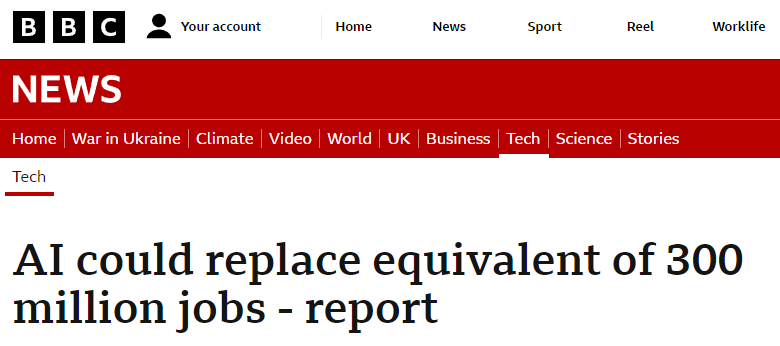 BBC Your account Home News Sport Reel Worklife
NEWS
Home War in Ukraine Climate Video World UK Business Tech Science Stories
Tech
AI could replace equivalent of 300
million jobs - report